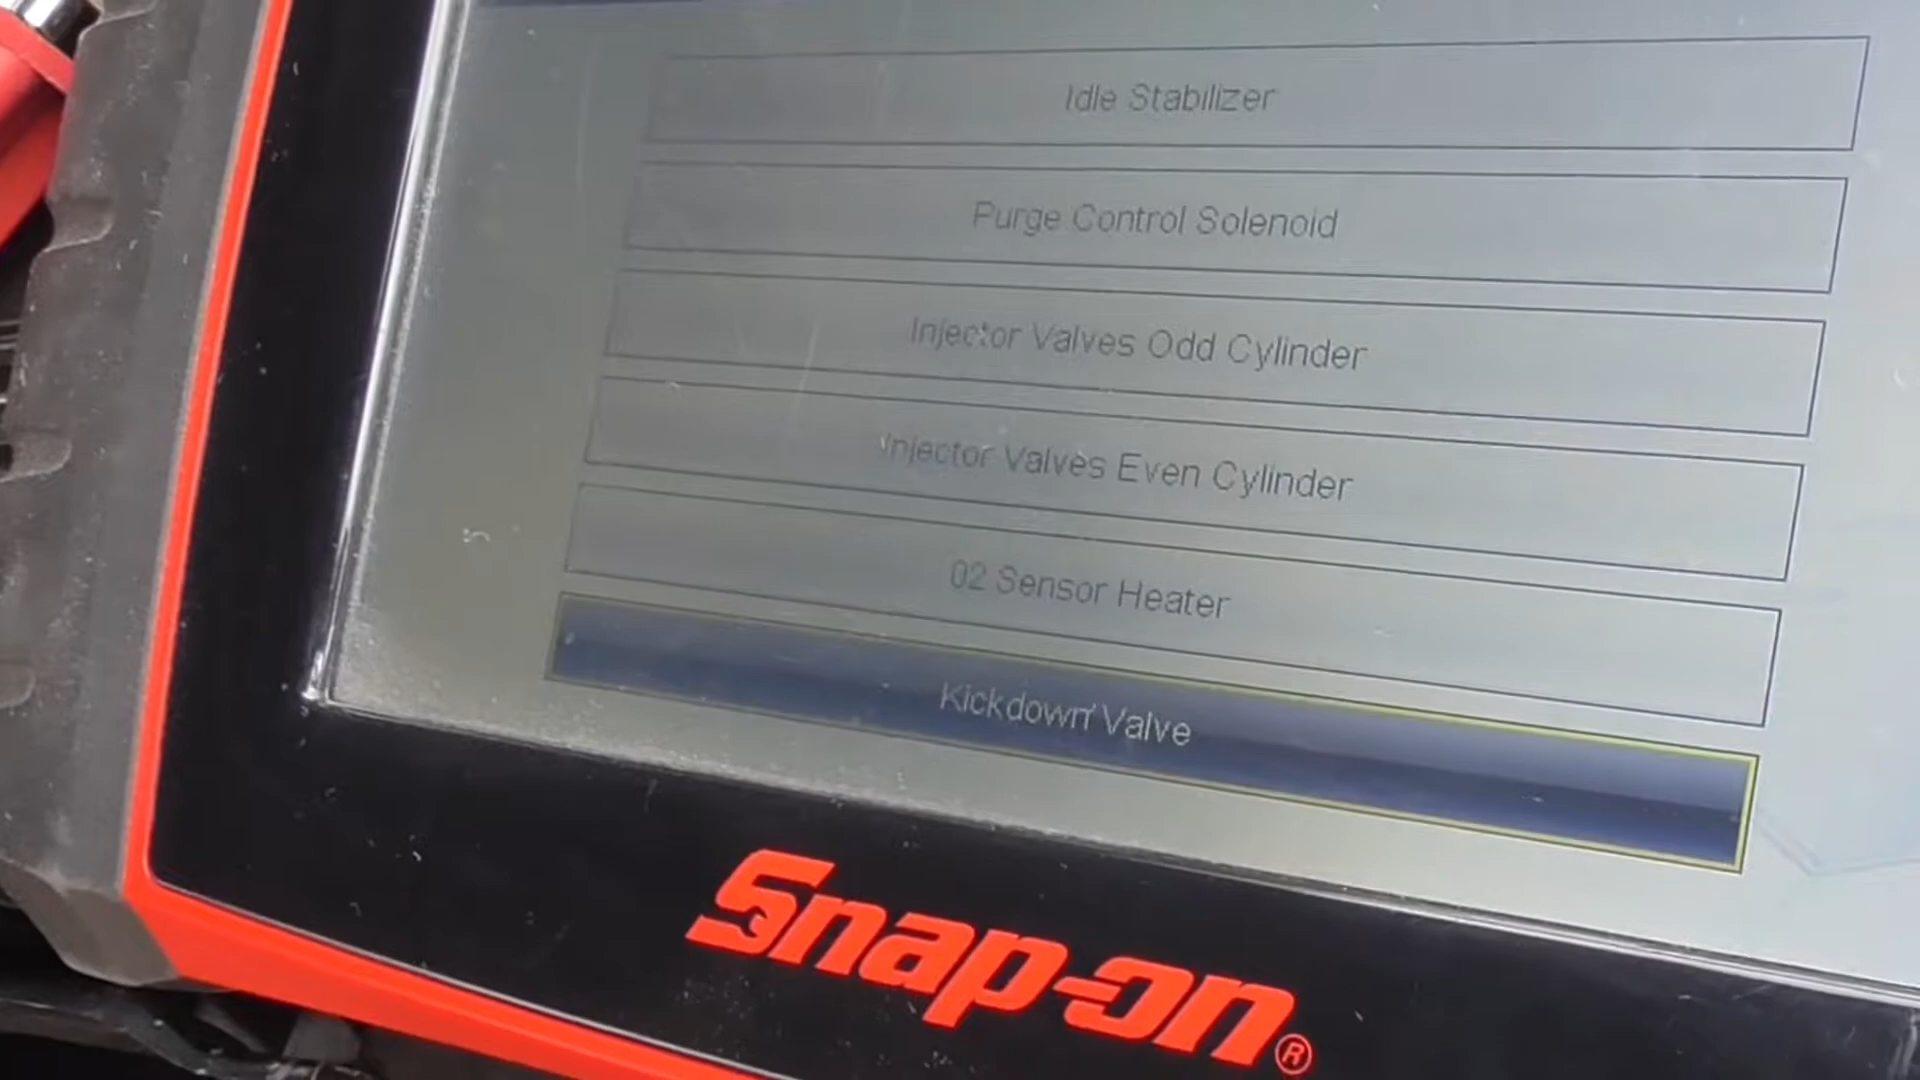 Idle Stabilizer
Purge Control Solenoid
Injector Valves Odd Cylinder
Injector Valves Even Cylinder
02 Sensor Heater
Kickdown Valve
Snap-on®